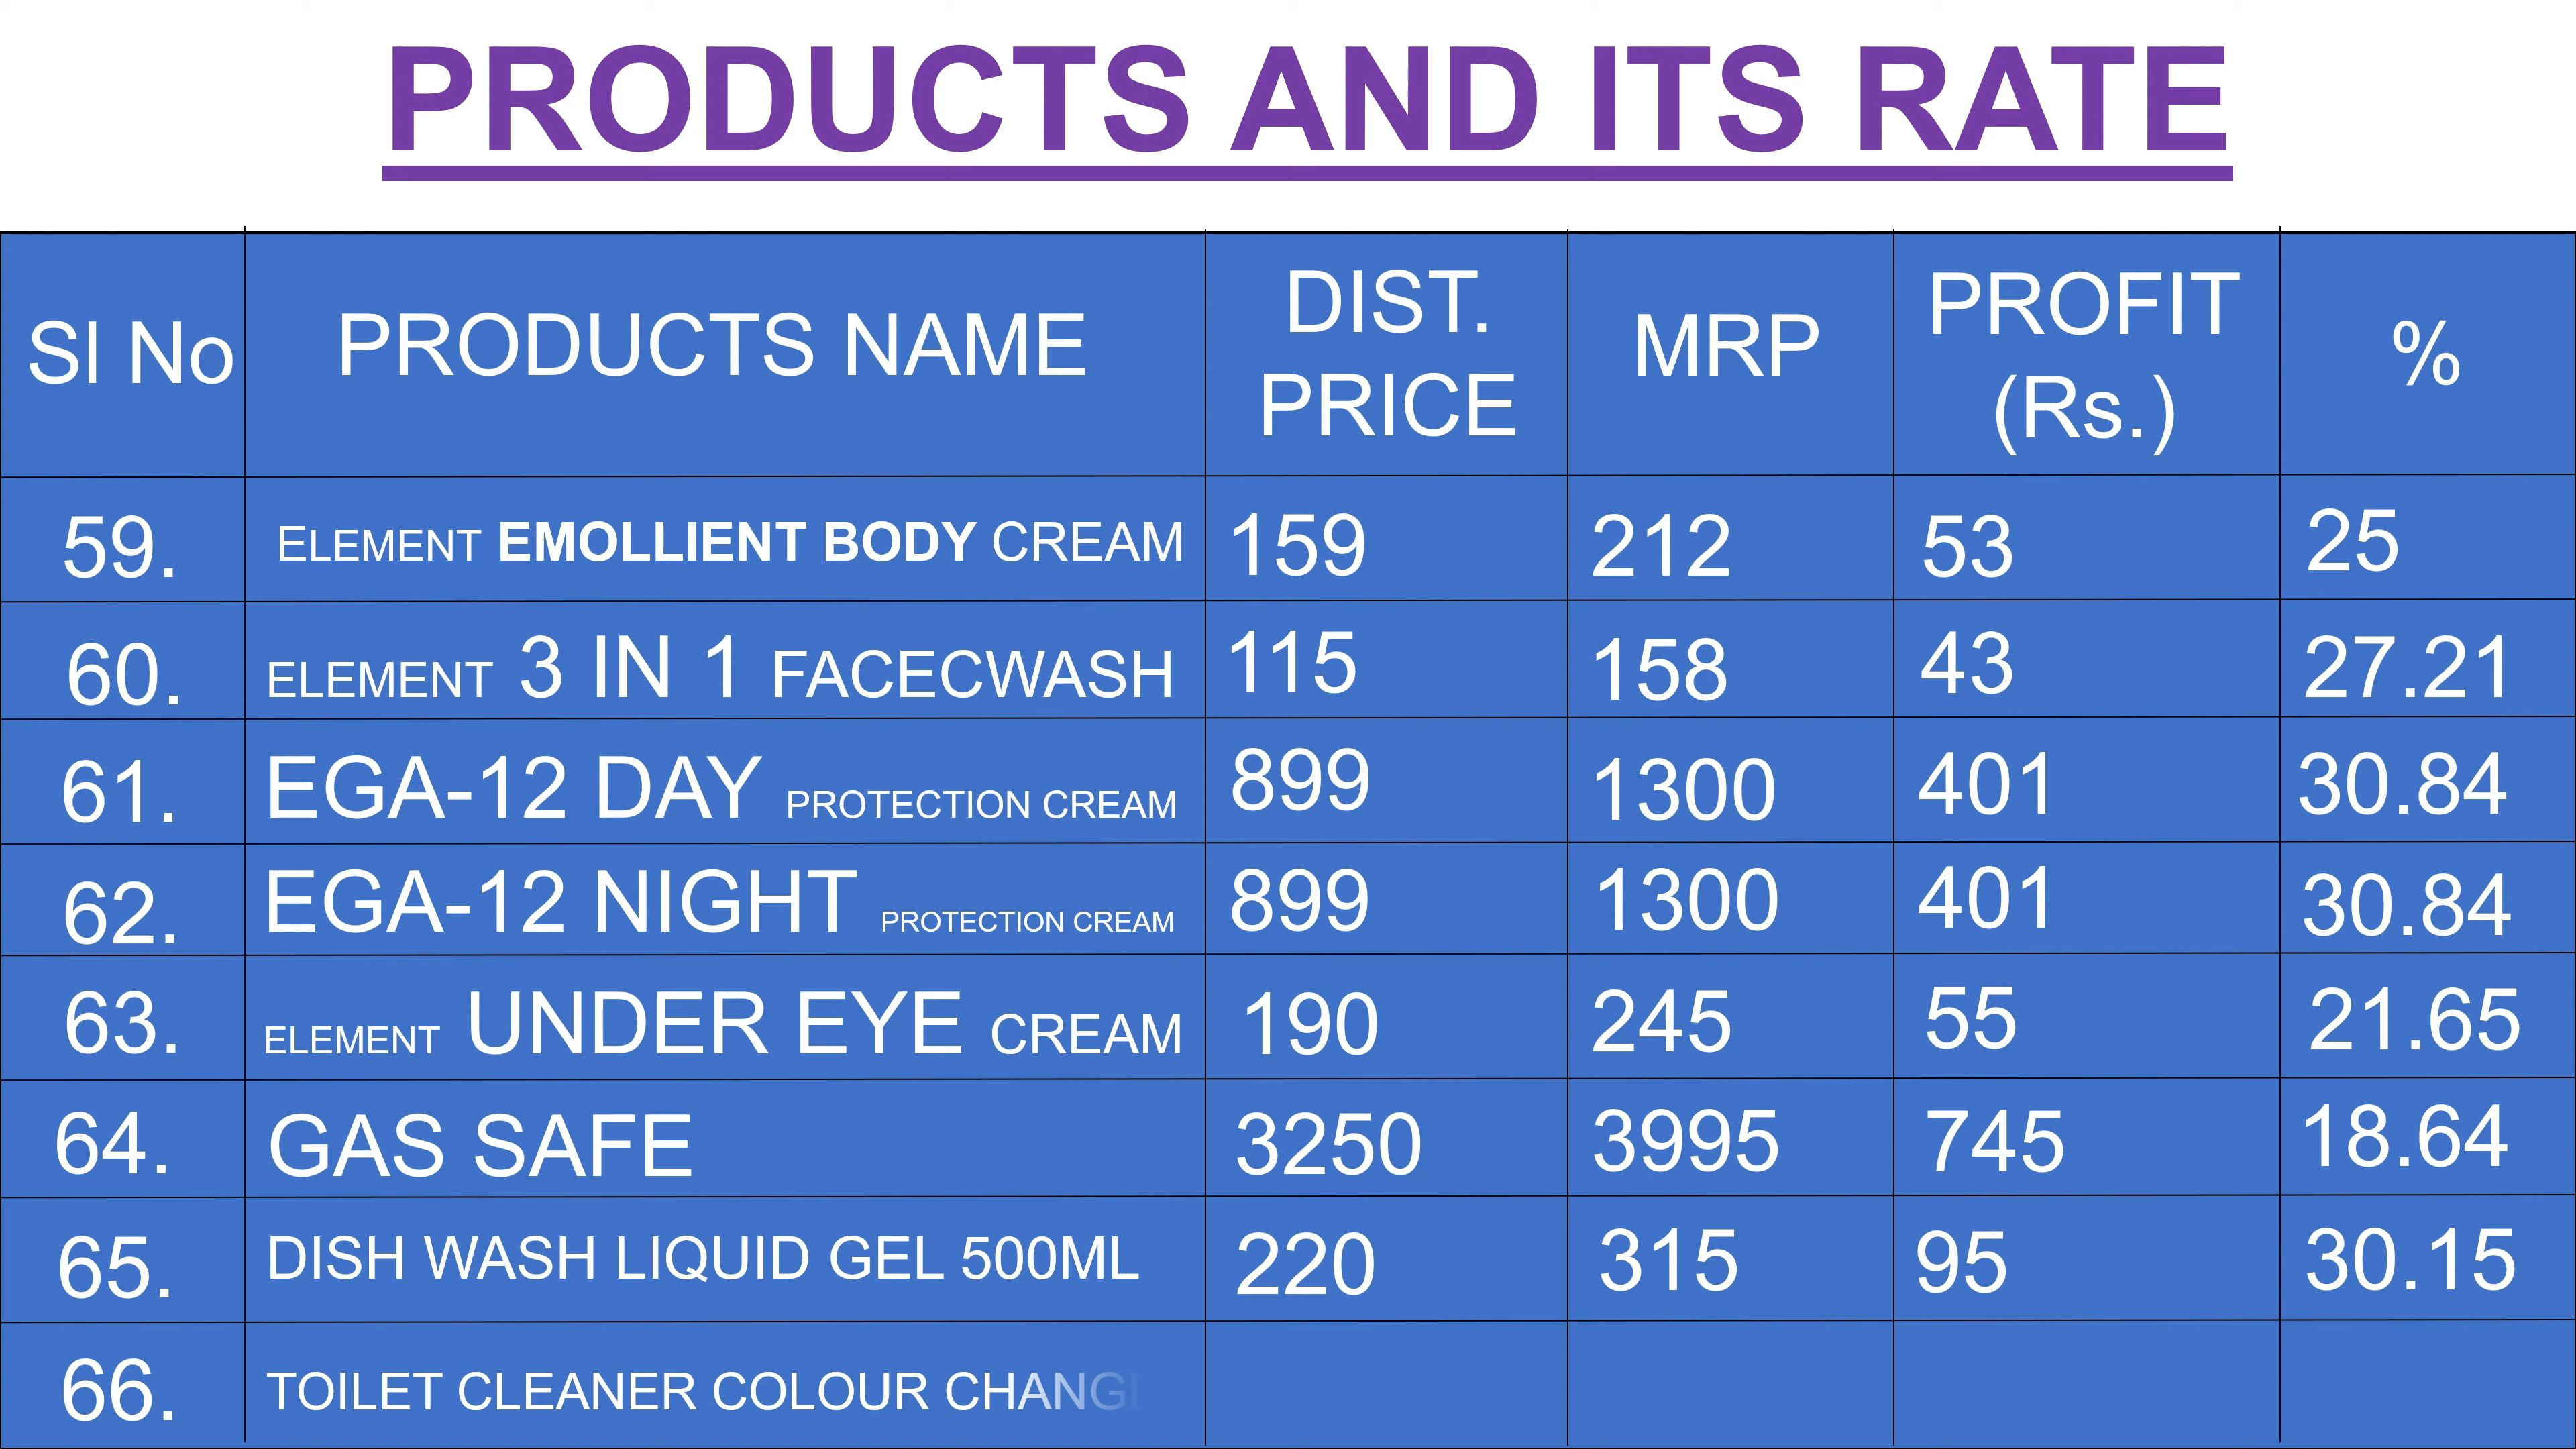 PRODUCTS AND ITS RATE
Sl No PRODUCTS NAME DIST. PRICE MRP PROFIT (Rs.) %
59. ELEMENT EMOLLIENT BODY CREAM 159 212 53 25
60. ELEMENT 3 IN 1 FACECWASH 115 158 43 27.21
61. EGA-12 DAY PROTECTION CREAM 899 1300 401 30.84
62. EGA-12 NIGHT PROTECTION CREAM 899 1300 401 30.84
63. ELEMENT UNDER EYE CREAM 190 245 55 21.65
64. GAS SAFE 3250 3995 745 18.64
65. DISH WASH LIQUID GEL 500ML 220 315 95 30.15
66. TOILET CLEANER COLOUR CHANG